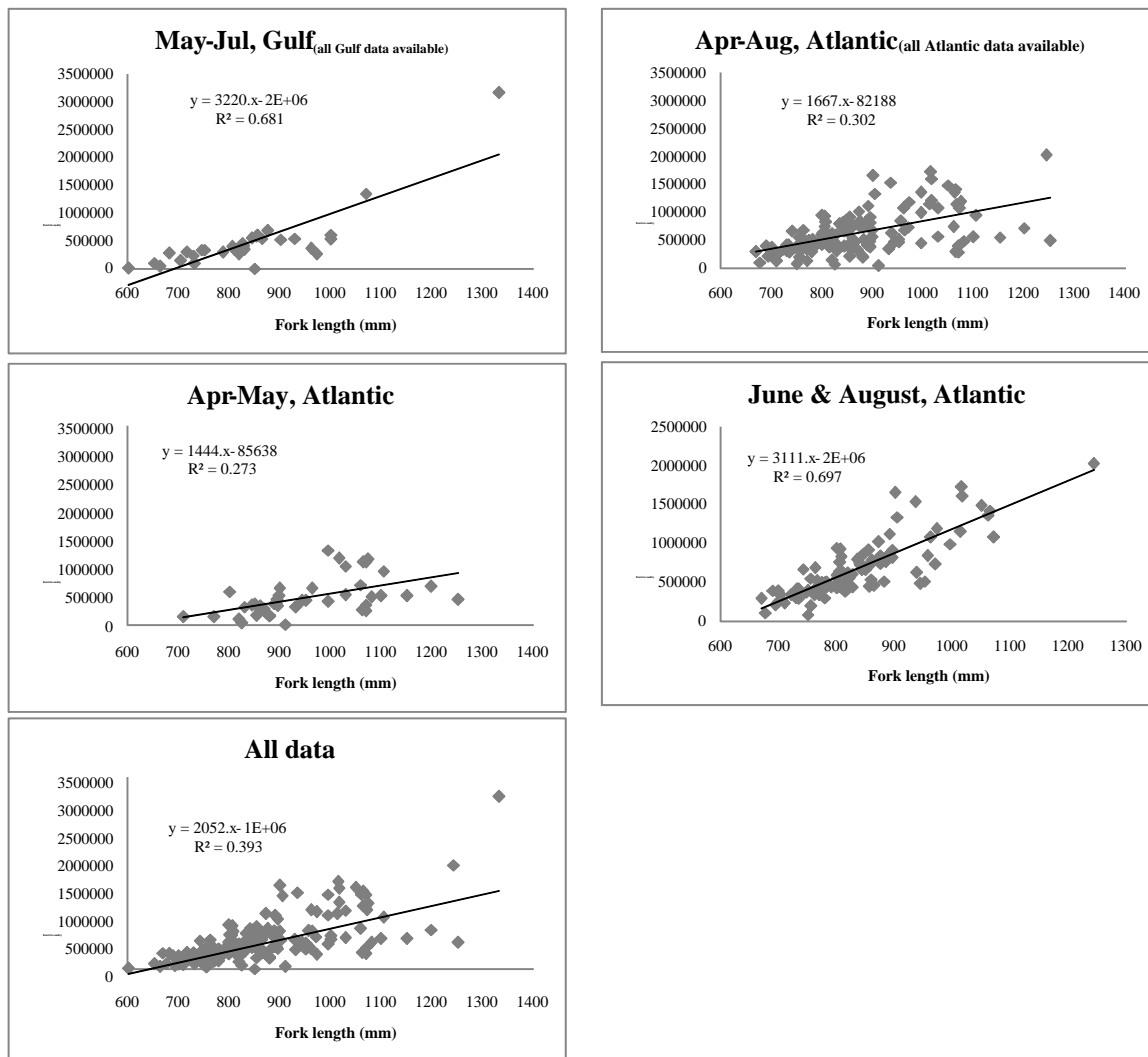 May-Jul, Gulf(all Gulf data available)
3500000
3000000
2500000
2000000
1500000
1000000
500000
0
y = 3220.x- 2E+06
R² = 0.681
600 700 800 900 1000 1100 1200 1300 1400
Fork length (mm)
Apr-Aug, Atlantic(all Atlantic data available)
3500000
3000000
2500000
2000000
1500000
1000000
500000
0
y = 1667.x- 82188
R² = 0.302
600 700 800 900 1000 1100 1200 1300 1400
Fork length (mm)
Apr-May, Atlantic
3500000
3000000
2500000
2000000
1500000
1000000
500000
0
y = 1444.x- 85638
R² = 0.273
600 700 800 900 1000 1100 1200 1300 1400
Fork length (mm)
June & August, Atlantic
2500000
2000000
1500000
1000000
500000
0
y = 3111.x- 2E+06
R² = 0.697
600 700 800 900 1000 1100 1200 1300
Fork length (mm)
All data
3500000
3000000
2500000
2000000
1500000
1000000
500000
0
y = 2052.x- 1E+06
R² = 0.393
600 700 800 900 1000 1100 1200 1300 1400
Fork length (mm)